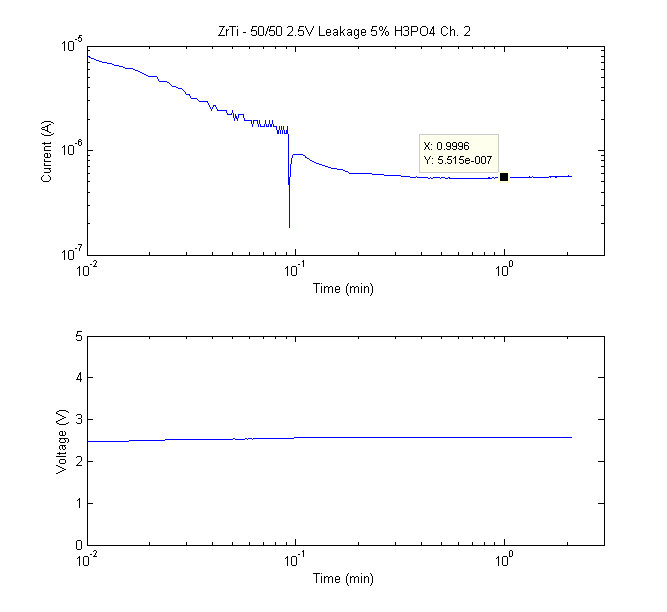 ZrTi - 50/50 2.5V Leakage 5% H3PO4 Ch. 2
10^-5
10^-6
10^-7
Current (A)
X: 0.9996
Y: 5.515e-007
10^-2
10^-1
10^0
Time (min)
5
4
3
2
1
0
Voltage (V)
10^-2
10^-1
10^0
Time (min)